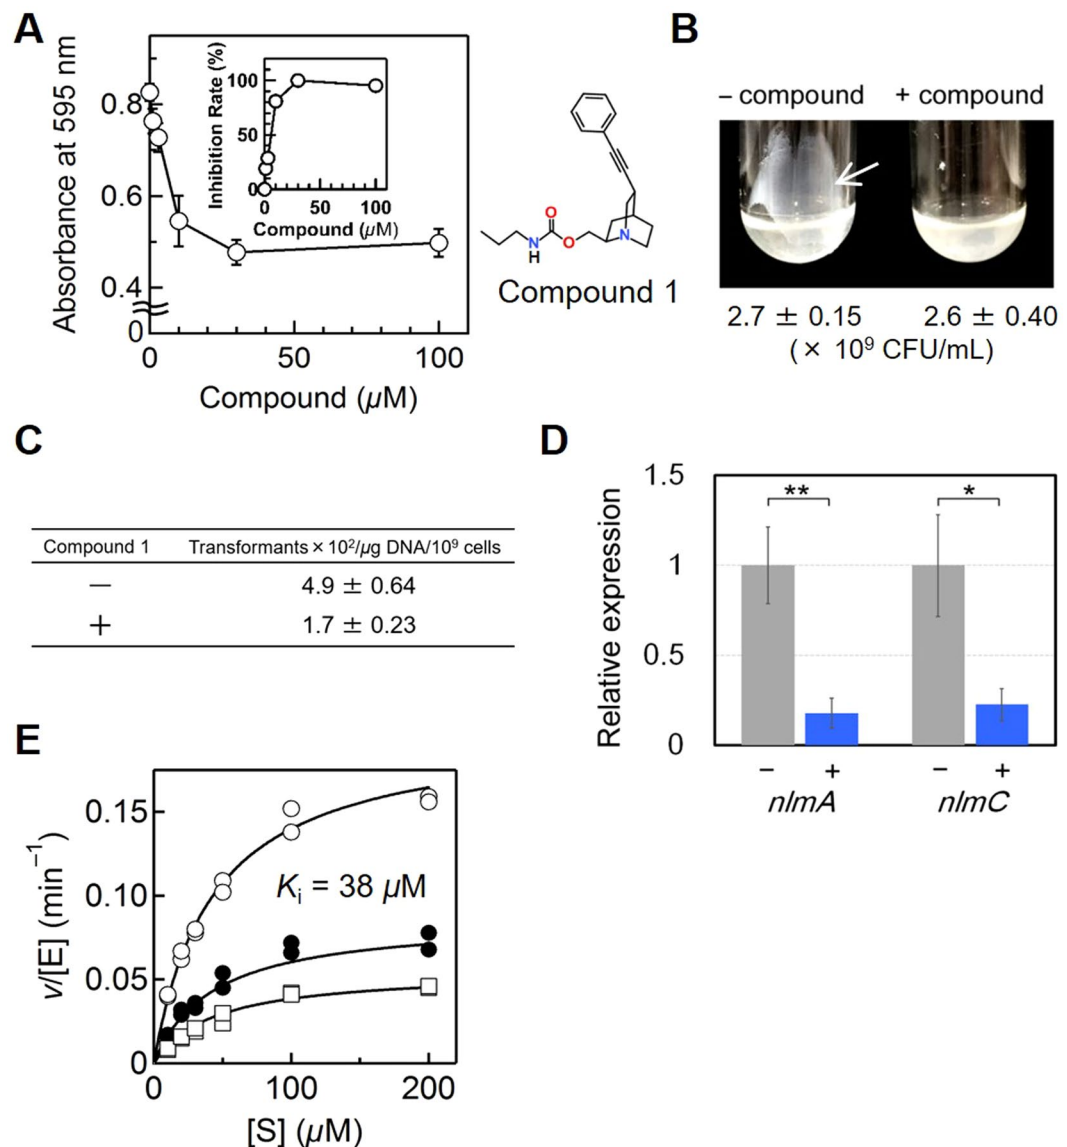 A
Absorbance at 595 nm
0.8
0.6
0.4
0
0
50
100
Compound (µM)
Inhibition Rate (%)
100
50
0
0
50
100
Compound (µM)
O
N
H
O
N
Compound 1
B
– compound
+ compound
2.7 ± 0.15
2.6 ± 0.40
(× 10⁹ CFU/mL)
C
Compound 1
Transformants × 10²/µg DNA/10⁹ cells
–
4.9 ± 0.64
+
1.7 ± 0.23
D
Relative expression
1.5
1
0.5
0
**
*
–
+
–
+
nlmA
nlmC
E
v/[E] (min⁻¹)
0.15
0.10
0.05
0
Ki = 38 µM
0
100
200
[S] (µM)